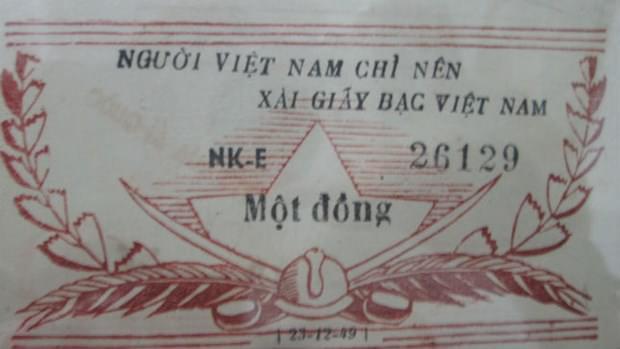 NGƯỜI VIỆT NAM CHỈ NÊN
XÀI GIẤY BẠC VIỆT NAM
NK-E 26129
Một đồng
23-12-49